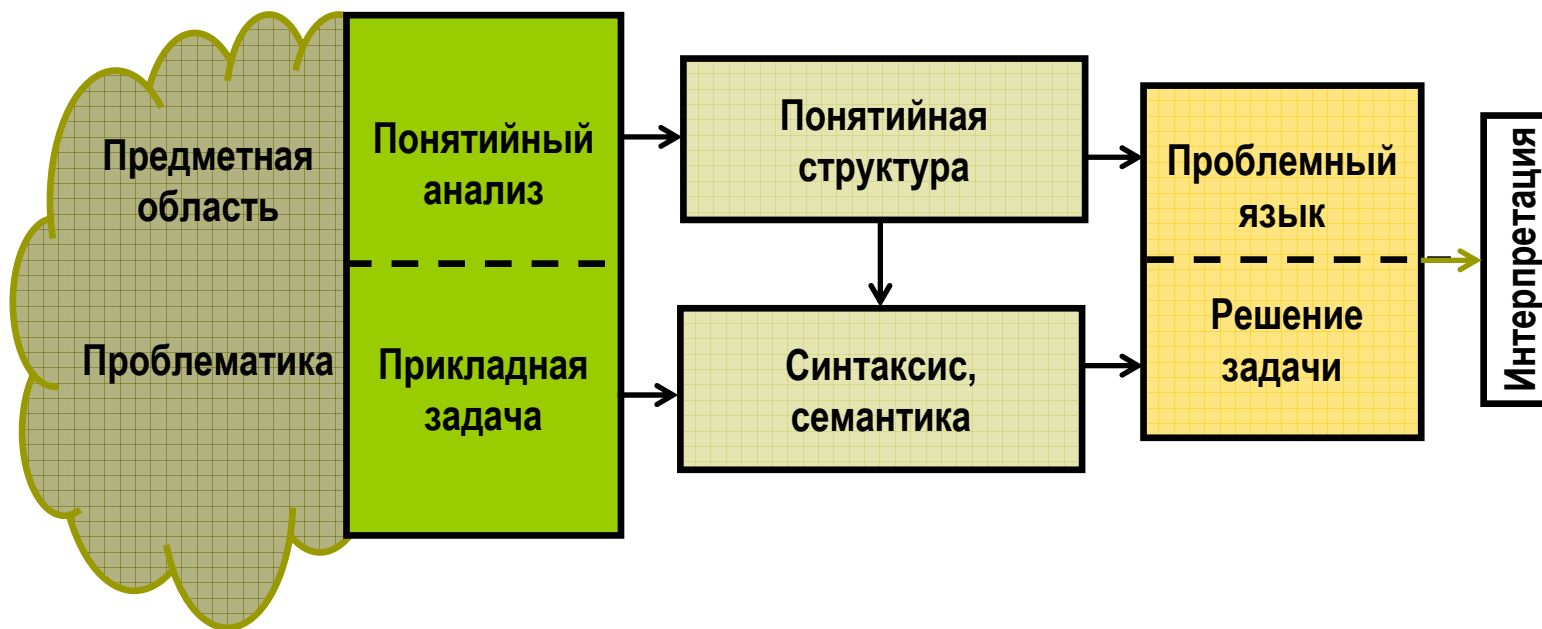 Предметная
область
Проблематика
Понятийный
анализ
Прикладная
задача
Понятийная
структура
Синтаксис,
семантика
Проблемный
язык
Решение
задачи
Интерпретация